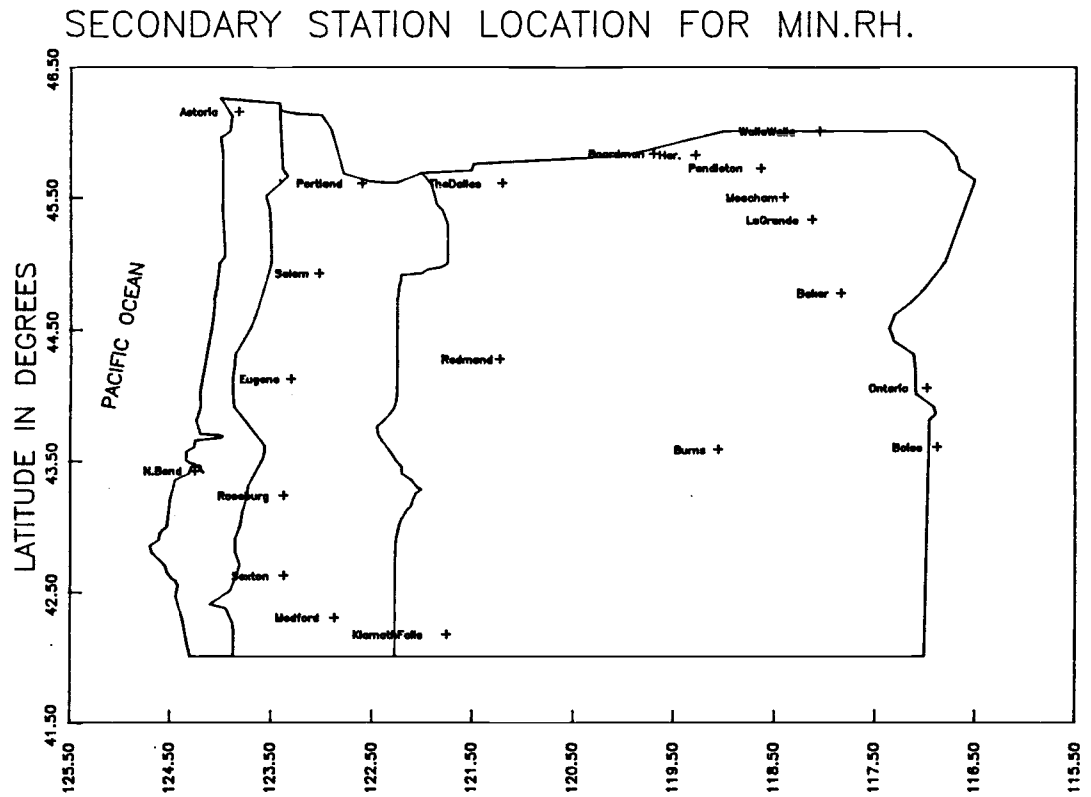 SECONDARY STATION LOCATION FOR MIN.RH.
46.50
Astoria
WallaWalla
Boardman
Her.
Pendleton
Portland
TheDalles
45.50
Meacham
LaGrande
Salem
Baker
PACIFIC OCEAN
LATITUDE IN DEGREES
44.50
Redmond
Eugene
Ontario
43.50
Burns
Boise
N.Bend
Roseburg
Sexton
42.50
Medford
KlamathFalls
41.50
125.50 124.50 123.50 122.50 121.50 120.50 119.50 118.50 117.50 116.50 115.50